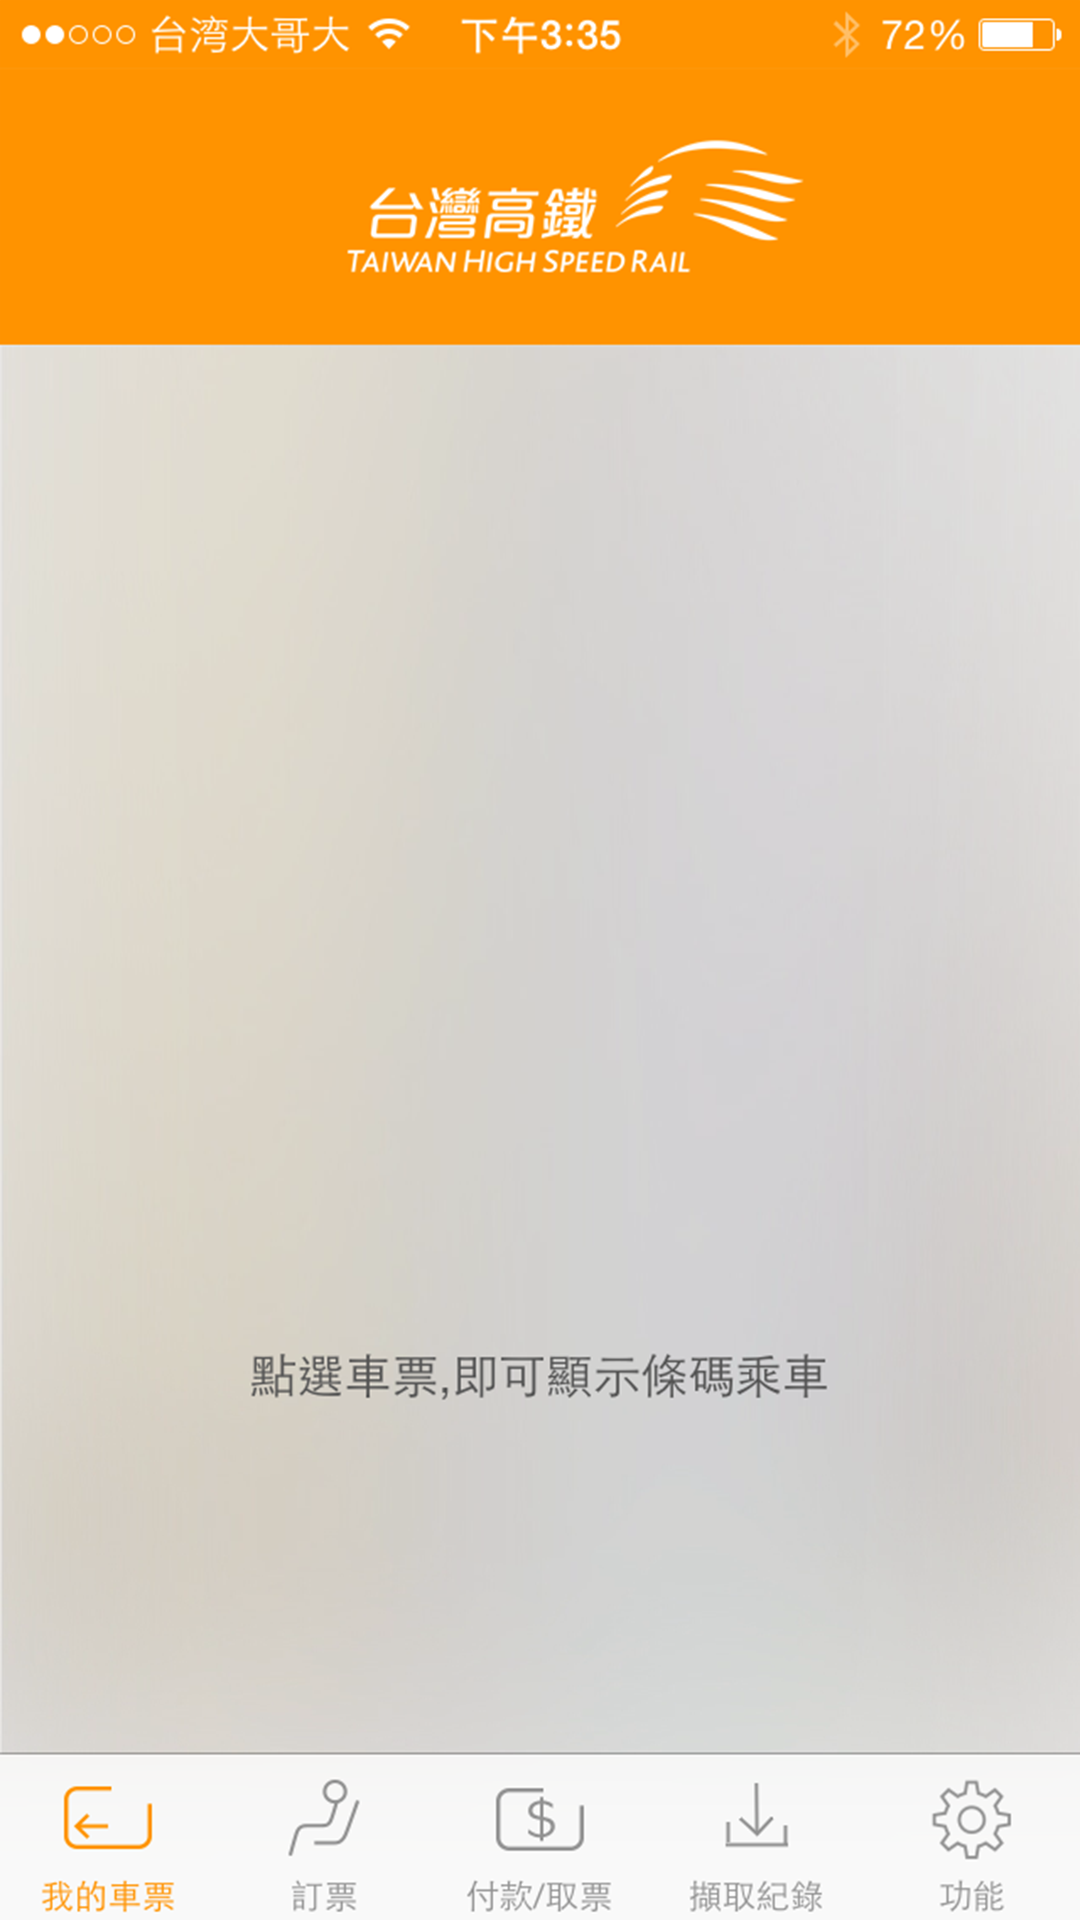 台湾大哥大 下午3:35 72%
台灣高鐵
TAIWAN HIGH SPEED RAIL
點選車票,即可顯示條碼乘車
我的車票 訂票 付款/取票 擷取紀錄 功能